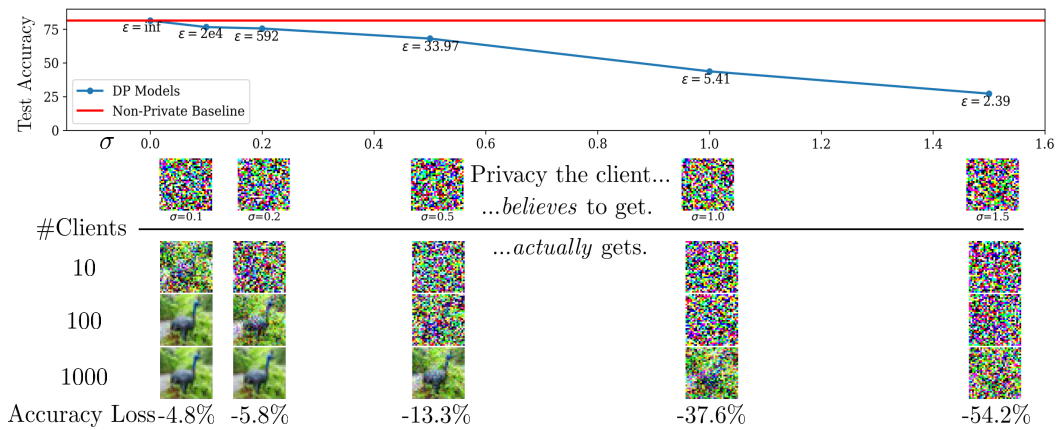 75
50
25
0
Test Accuracy
ε = inf
ε = 2e4
ε = 592
ε = 33.97
ε = 5.41
ε = 2.39
DP Models
Non-Private Baseline
σ
0.0 0.2 0.4 0.6 0.8 1.0 1.2 1.4 1.6
Privacy the client...
...believes to get.
σ=0.1 σ=0.2 σ=0.5 σ=1.0 σ=1.5
#Clients
...actually gets.
10
100
1000
Accuracy Loss -4.8% -5.8% -13.3% -37.6% -54.2%